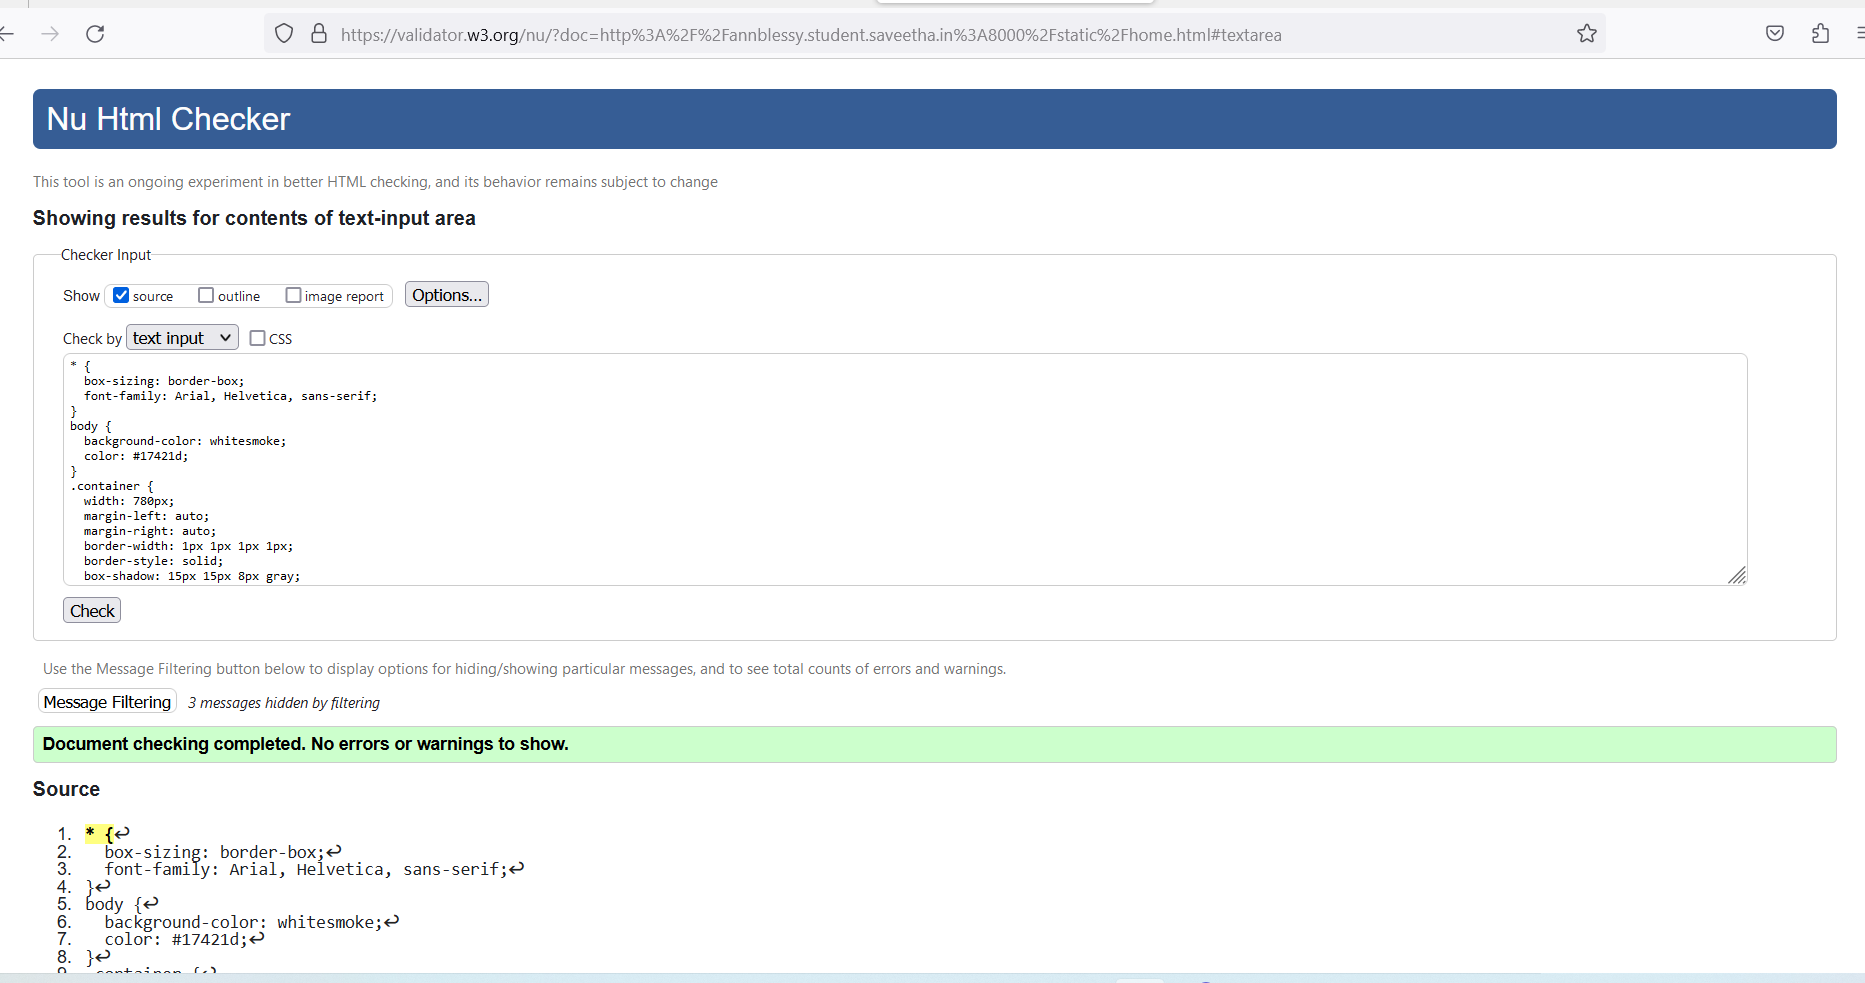 https://validator.w3.org/nu/?doc=http%3A%2F%2Fannblessy.student.saveetha.in%3A8000%2Fstatic%2Fhome.html#textarea
Nu Html Checker
This tool is an ongoing experiment in better HTML checking, and its behavior remains subject to change
Showing results for contents of text-input area
Checker Input
Show source outline image report Options...
Check by text input CSS
* {
  box-sizing: border-box;
  font-family: Arial, Helvetica, sans-serif;
}
body {
  background-color: whitesmoke;
  color: #17421d;
}
.container {
  width: 780px;
  margin-left: auto;
  margin-right: auto;
  border-width: 1px 1px 1px 1px;
  border-style: solid;
  box-shadow: 15px 15px 8px gray;
Check
Use the Message Filtering button below to display options for hiding/showing particular messages, and to see total counts of errors and warnings.
Message Filtering 3 messages hidden by filtering
Document checking completed. No errors or warnings to show.
Source
1. * {↩
2.   box-sizing: border-box;↩
3.   font-family: Arial, Helvetica, sans-serif;↩
4. }↩
5. body {↩
6.   background-color: whitesmoke;↩
7.   color: #17421d;↩
8. }↩
9. .container {↩